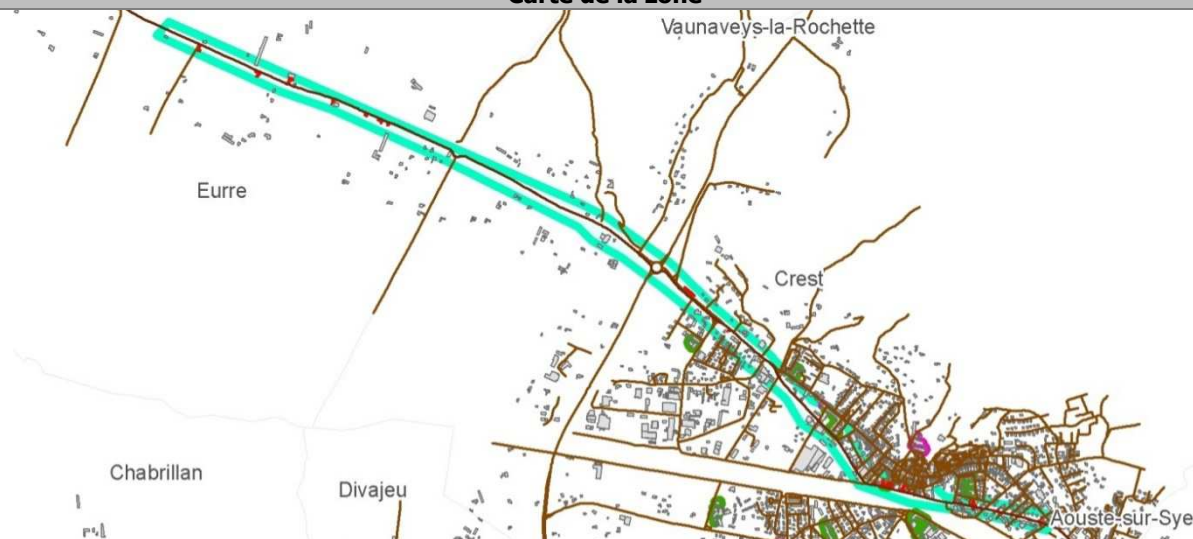 Carte de la zone
Vaunaveys-la-Rochette
Eurre
Crest
Chabrillan
Divajeu
Aouste-sur-Sye